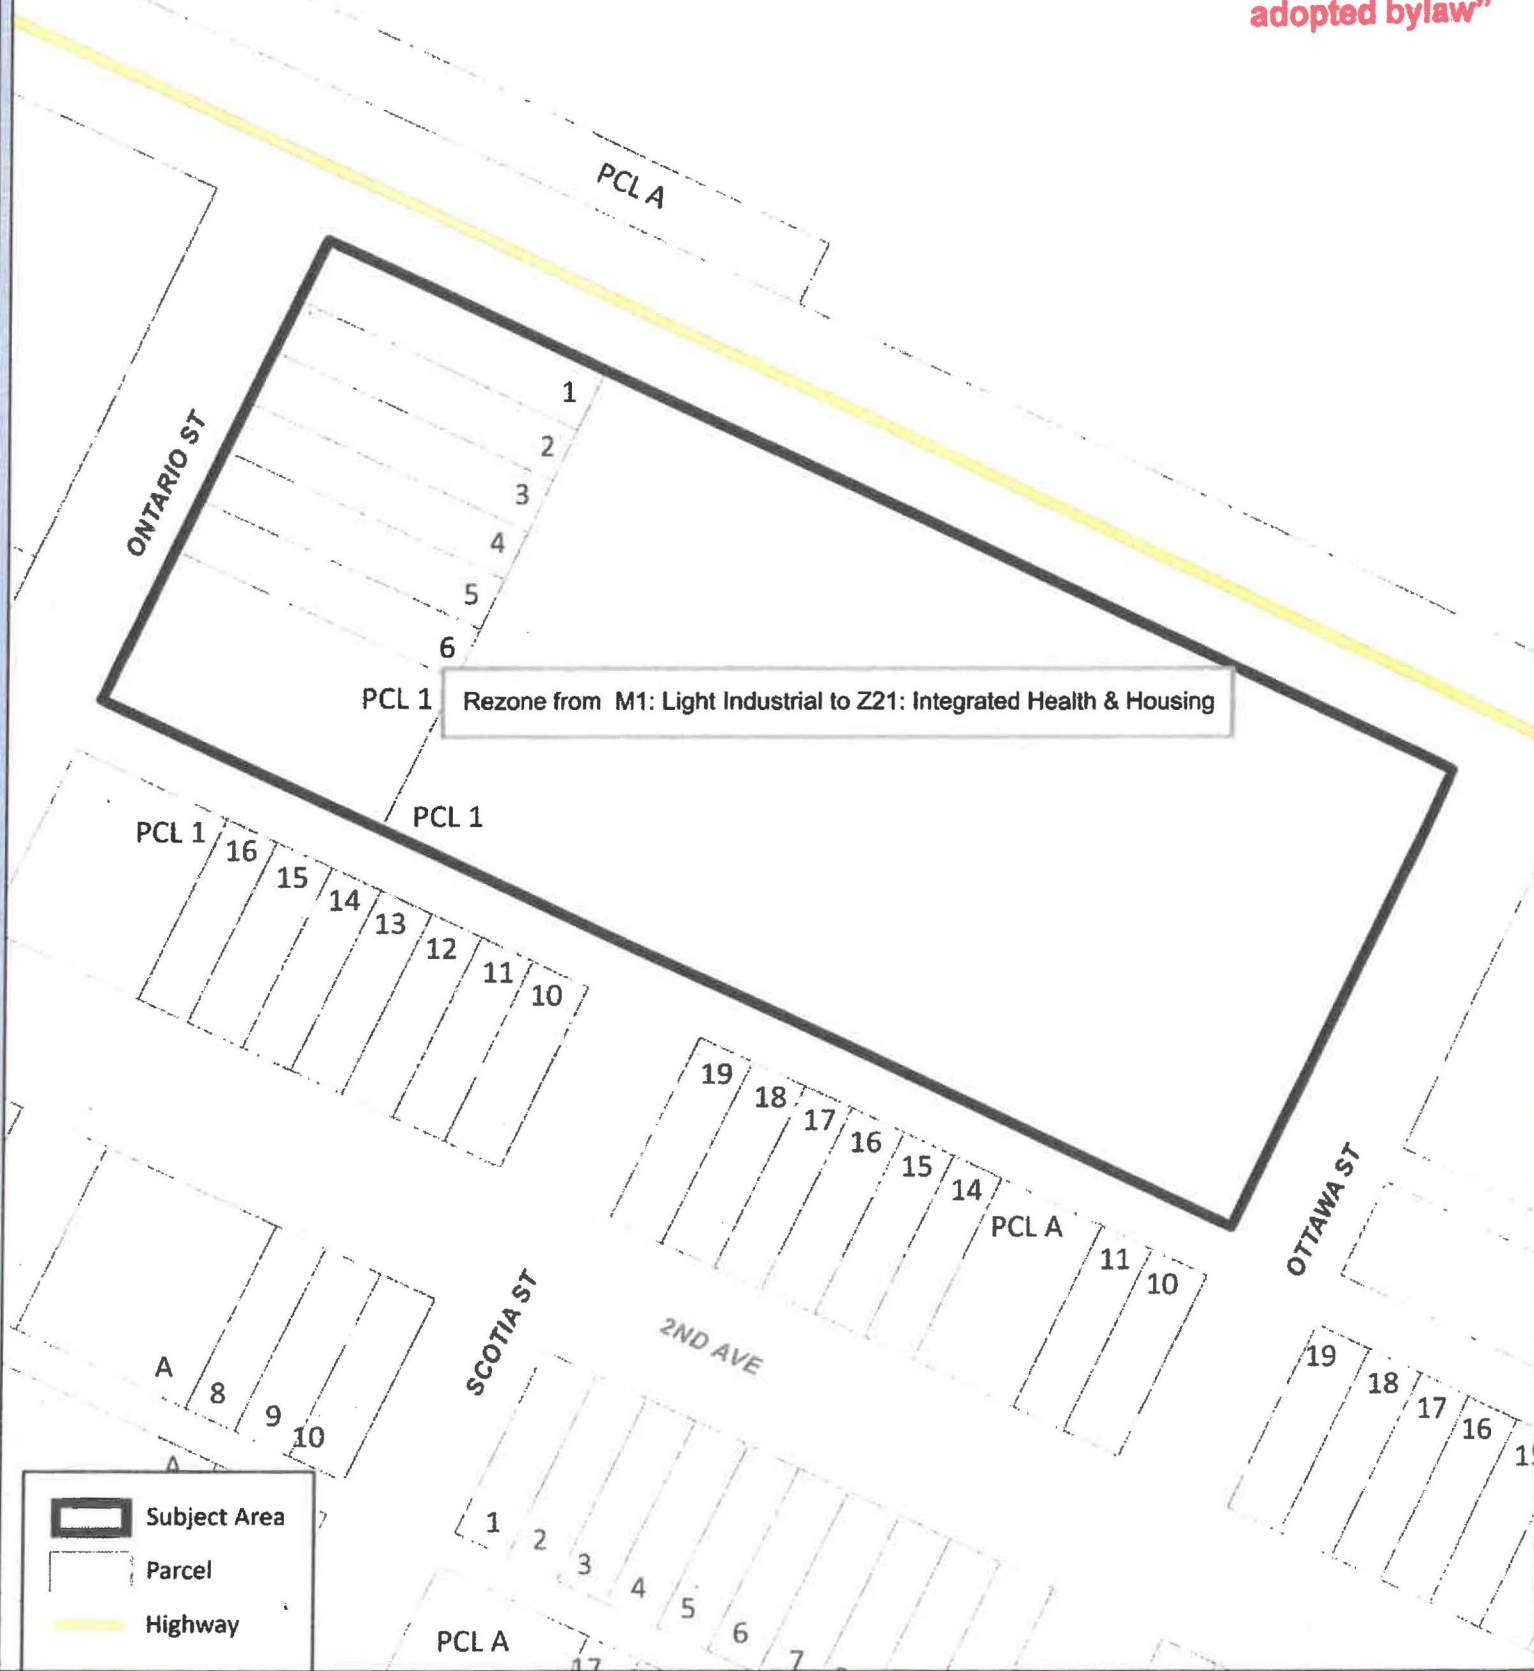 adopted bylaw”
PCL A
ONTARIO ST
1
2
3
4
5
6
PCL 1
Rezone from M1: Light Industrial to Z21: Integrated Health & Housing
PCL 1
PCL 1
16
15
14
13
12
11
10
19
18
17
16
15
14
PCL A
11
10
OTTAWA ST
SCOTIA ST
2ND AVE
A
8
9
10
A
19
18
17
16
1
2
3
4
5
6
7
PCL A
17
Subject Area
Parcel
Highway